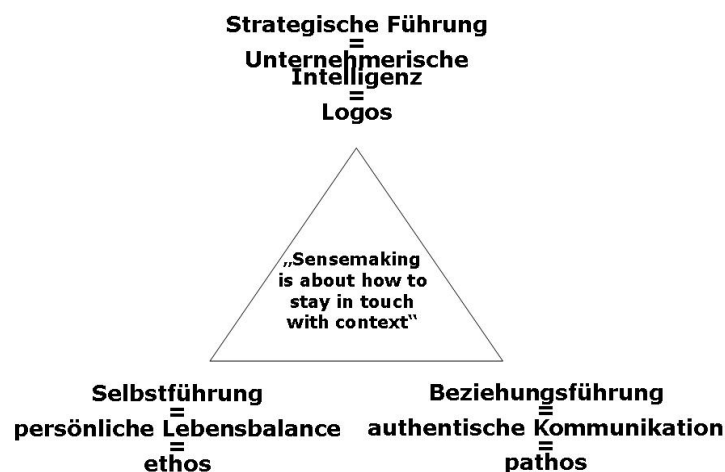 Strategische Führung
=
Unternehmerische
Intelligenz
=
Logos
„Sensemaking
is about how to
stay in touch
with context“
Selbstführung
=
persönliche Lebensbalance
=
ethos
Beziehungsführung
=
authentische Kommunikation
=
pathos